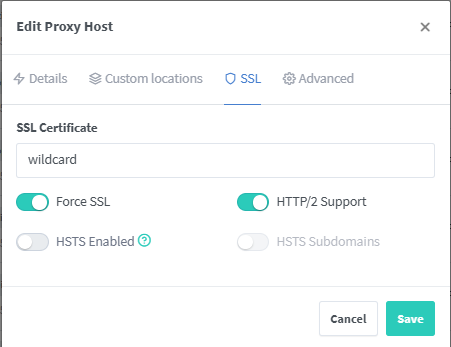 Edit Proxy Host
Details Custom locations SSL Advanced
SSL Certificate
wildcard
Force SSL HTTP/2 Support
HSTS Enabled ? HSTS Subdomains
Cancel Save